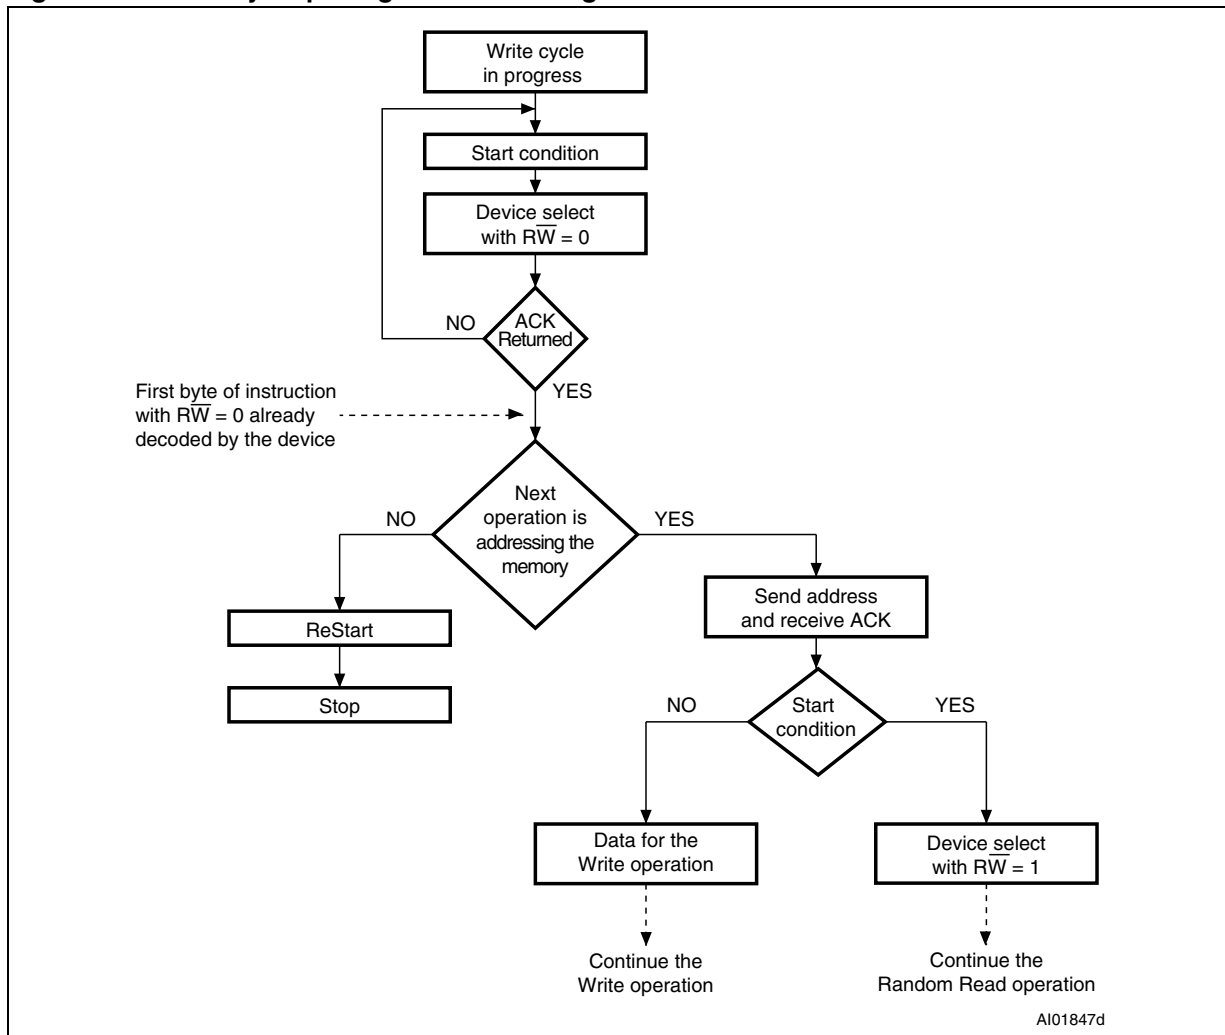 Write cycle
in progress
Start condition
Device select
with RW̅ = 0
NO
ACK
Returned
YES
First byte of instruction
with RW̅ = 0 already
decoded by the device
Next
operation is
addressing the
memory
NO
YES
Send address
and receive ACK
ReStart
Stop
Start
condition
NO
YES
Data for the
Write operation
Device select
with RW̅ = 1
Continue the
Write operation
Continue the
Random Read operation
AI01847d